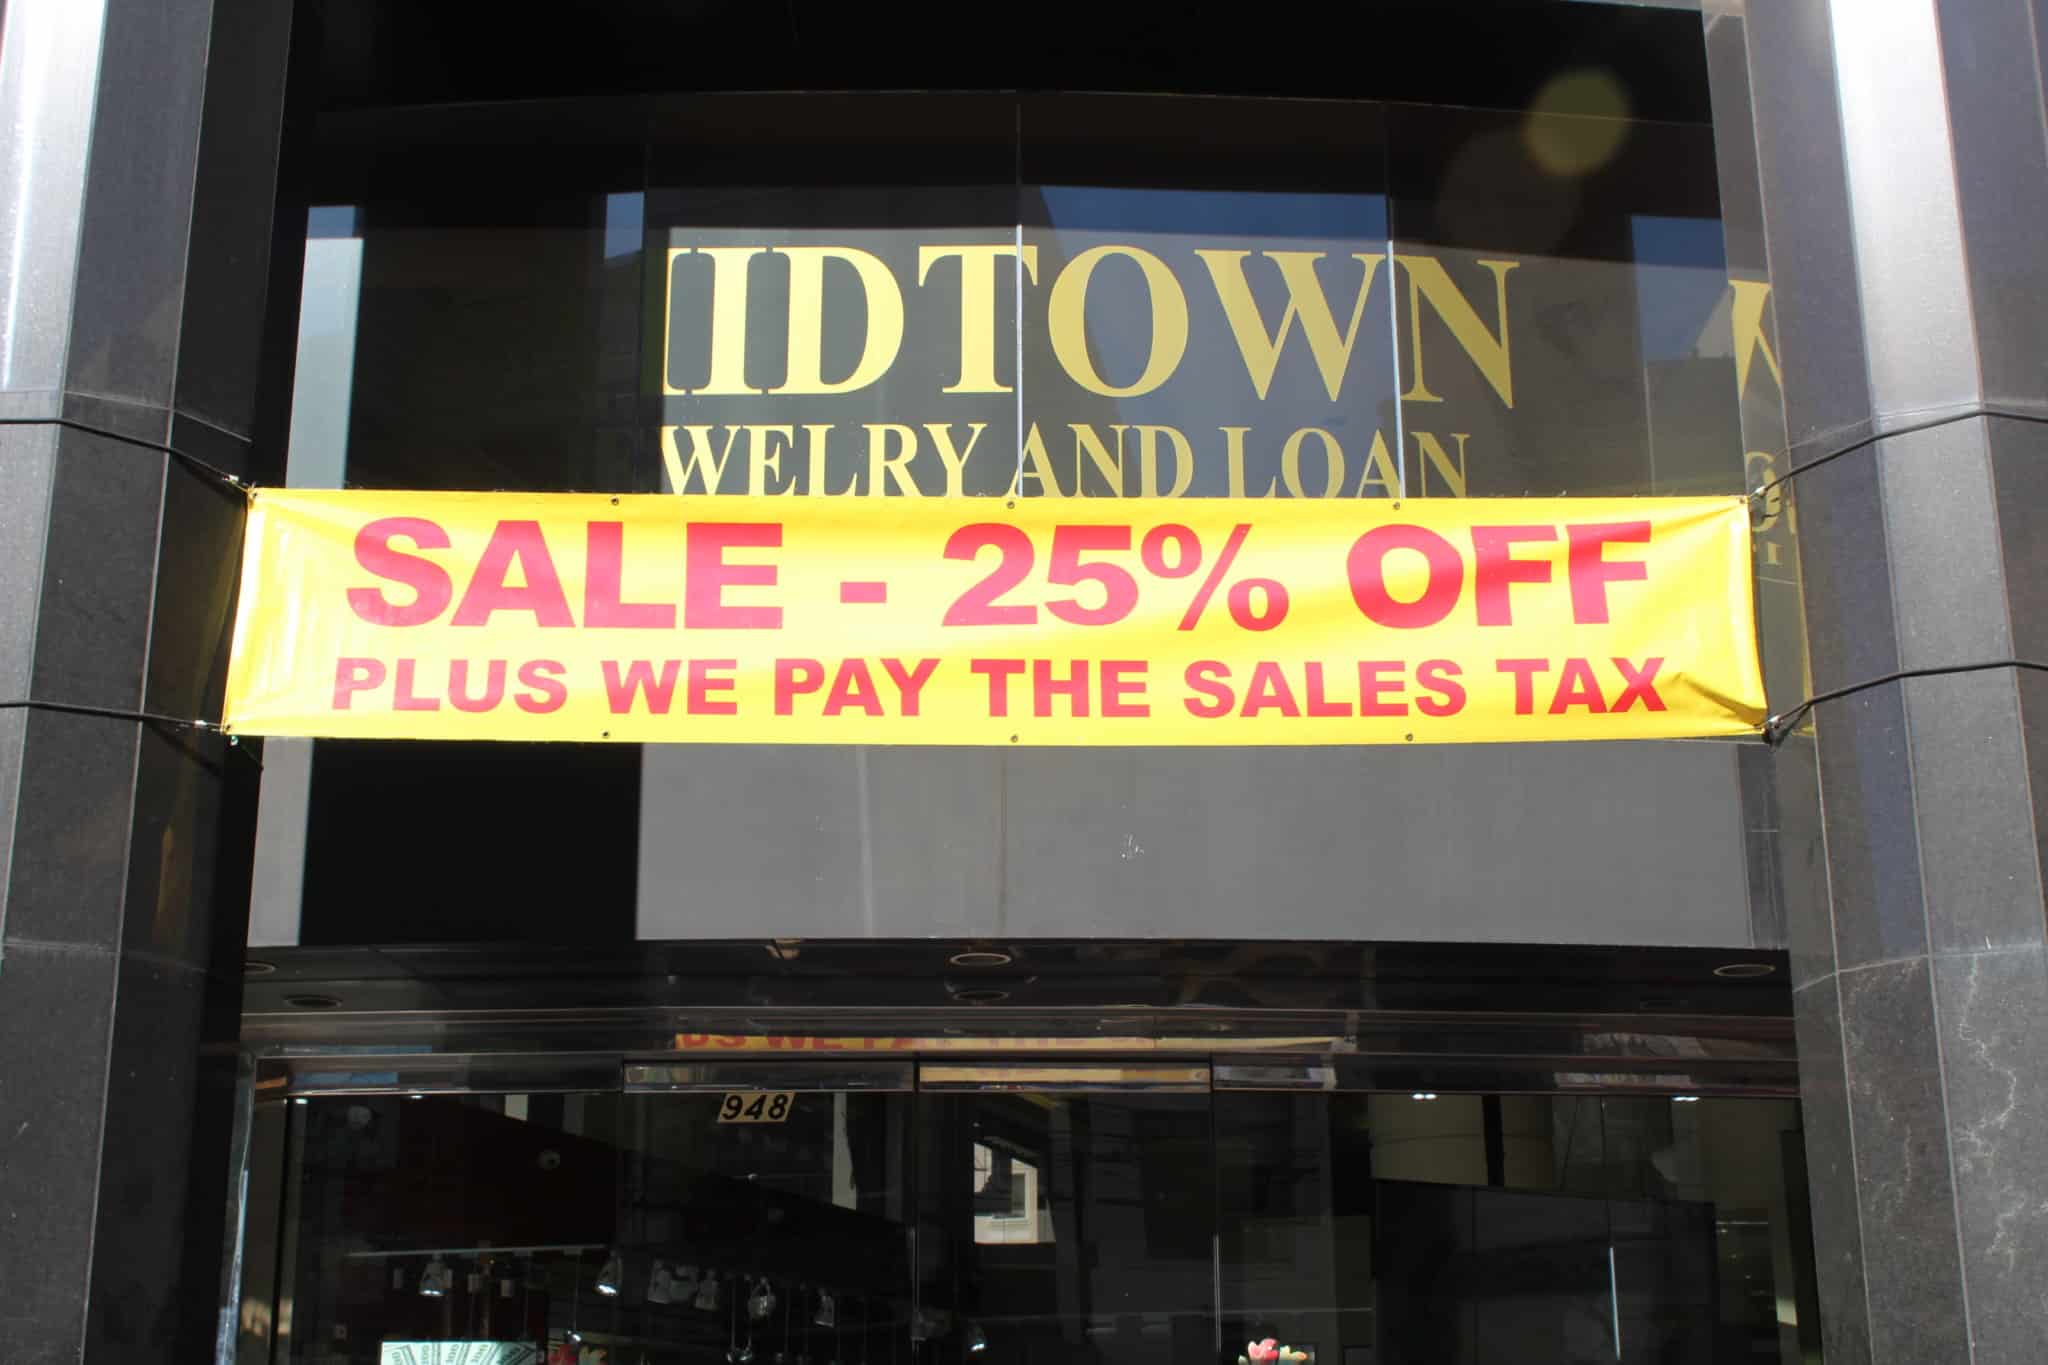 IDTOWN
WELRY AND LOAN
SALE - 25% OFF
PLUS WE PAY THE SALES TAX
948